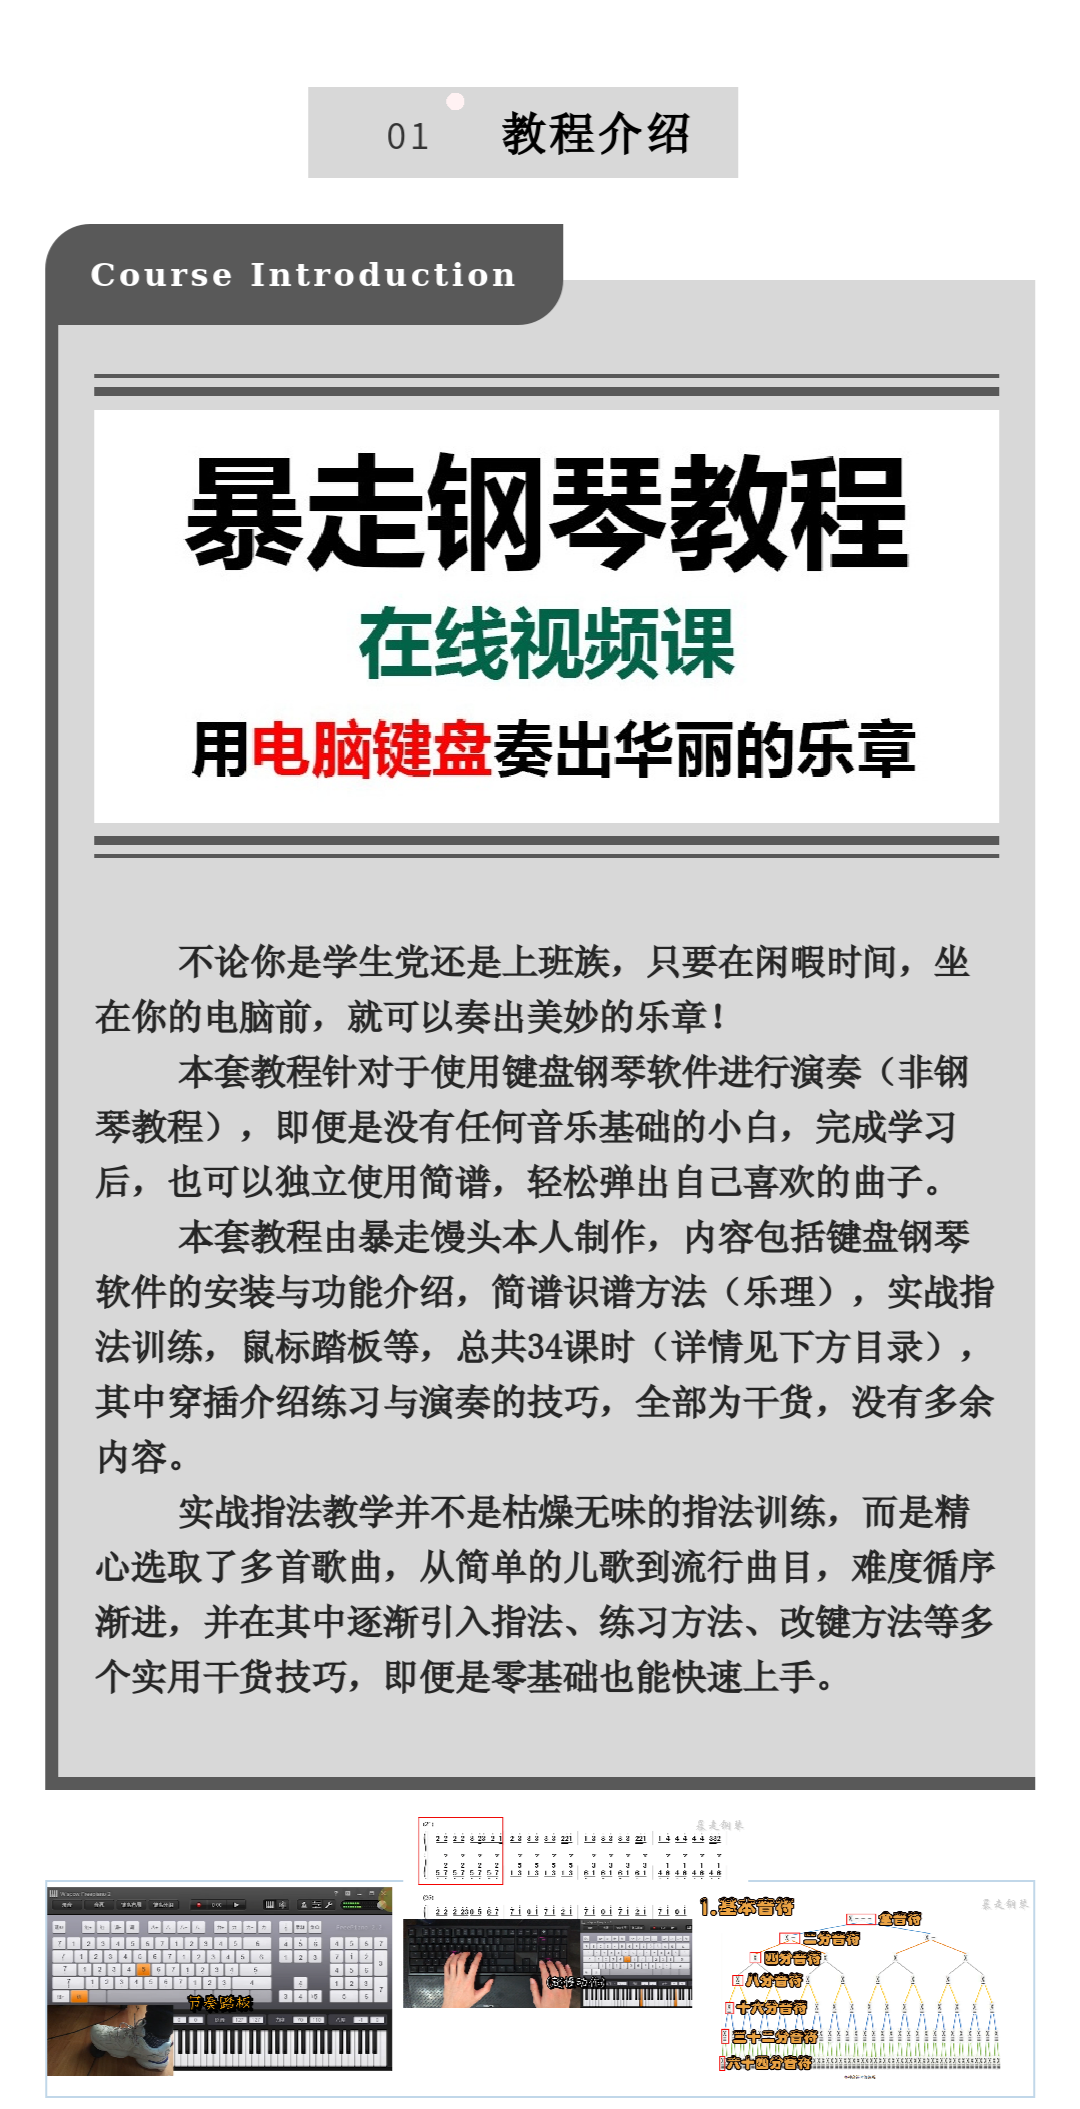 01 教程介绍
Course Introduction
暴走钢琴教程
在线视频课
用电脑键盘奏出华丽的乐章
不论你是学生党还是上班族，只要在闲暇时间，坐
在你的电脑前，就可以奏出美妙的乐章！
本套教程针对于使用键盘钢琴软件进行演奏（非钢
琴教程），即便是没有任何音乐基础的小白，完成学习
后，也可以独立使用简谱，轻松弹出自己喜欢的曲子。
本套教程由暴走馒头本人制作，内容包括键盘钢琴
软件的安装与功能介绍，简谱识谱方法（乐理），实战指
法训练，鼠标踏板等，总共34课时（详情见下方目录），
其中穿插介绍练习与演奏的技巧，全部为干货，没有多余
内容。
实战指法教学并不是枯燥无味的指法训练，而是精
心选取了多首歌曲，从简单的儿歌到流行曲目，难度循序
渐进，并在其中逐渐引入指法、练习方法、改键方法等多
个实用干货技巧，即便是零基础也能快速上手。
暴走钢琴
节奏踏板
1.基本音符
暴走钢琴
全音符
二分音符
四分音符
八分音符
十六分音符
三十二分音符
六十四分音符